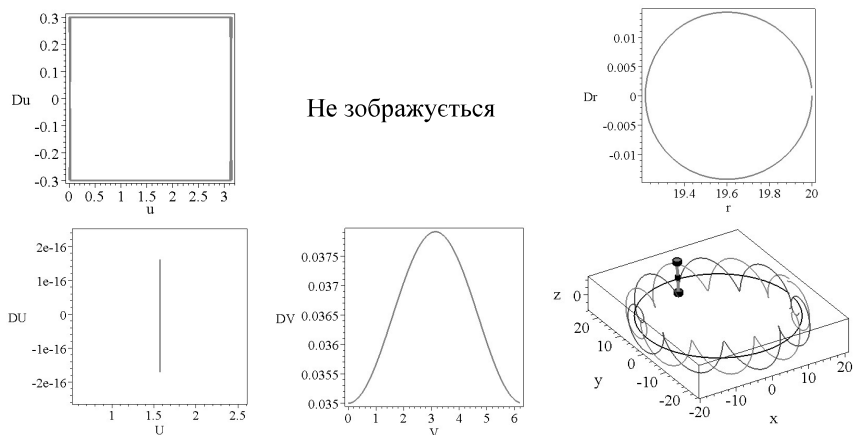 0.3
0.2
0.1
Du 0
-0.1
-0.2
-0.3
0 0.5 1 1.5 2 2.5 3
u
Не зображується
0.01
0.005
Dr 0
-0.005
-0.01
19.4 19.6 19.8 20
r
2e-16
1e-16
0
DU
-1e-16
-2e-16
1 1.5 2 2.5
U
0.0375
0.037
0.0365
DV
0.036
0.0355
0.035
0 1 2 3 4 5 6
V
z 0
20
10
0
y
-10
-20
-20 -10 0 10 20
x